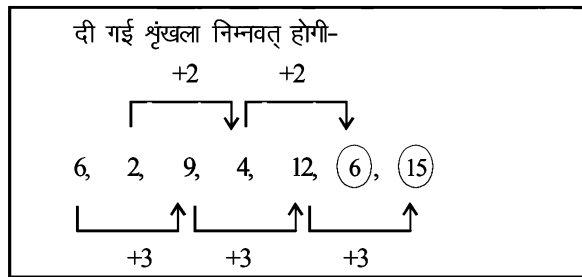 दी गई शृंखला निम्नवत् होगी-
+2 +2
6, 2, 9, 4, 12, 6, 15
+3 +3 +3